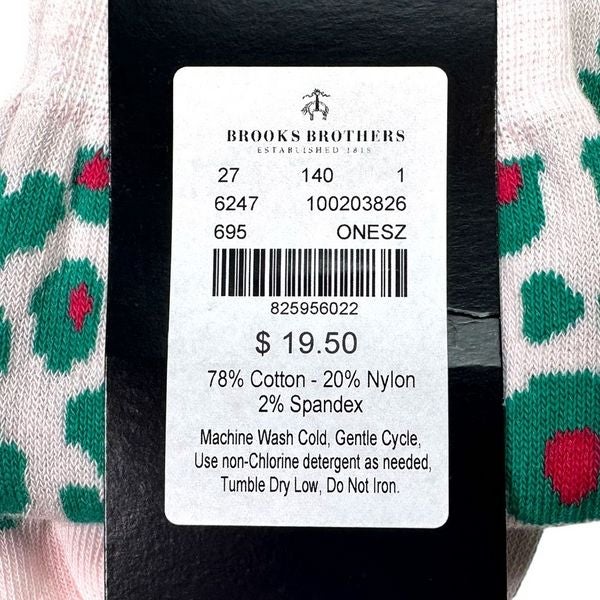 BROOKS BROTHERS
ESTABLISHED 1818
27 140 1
6247 100203826
695 ONESZ
825956022
$ 19.50
78% Cotton - 20% Nylon
2% Spandex
Machine Wash Cold, Gentle Cycle,
Use non-Chlorine detergent as needed,
Tumble Dry Low, Do Not Iron.